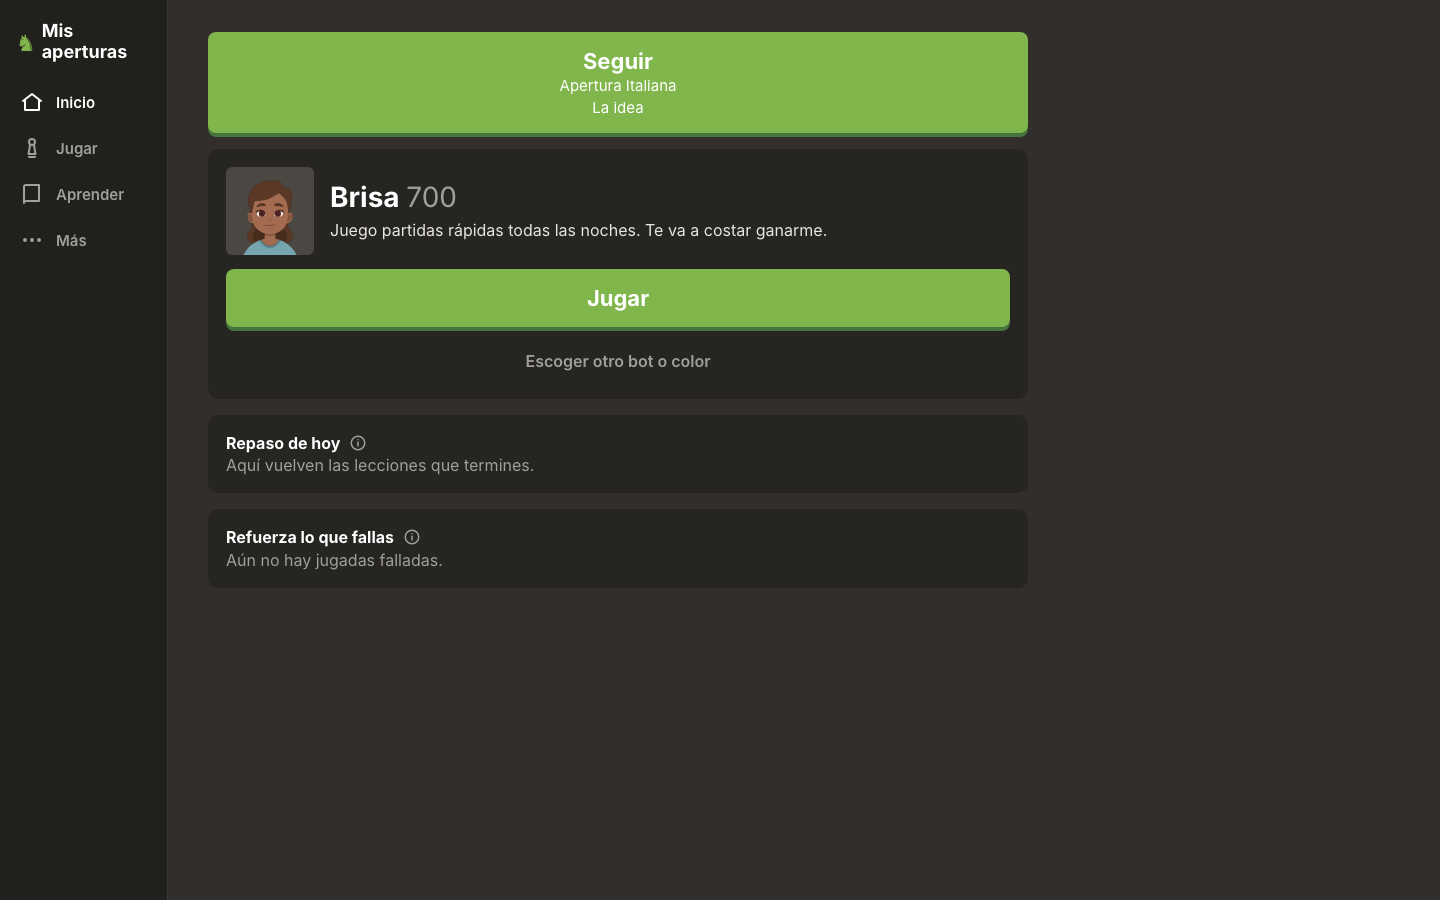 Mis
aperturas
Inicio
Jugar
Aprender
Más
Seguir
Apertura Italiana
La idea
Brisa 700
Juego partidas rápidas todas las noches. Te va a costar ganarme.
Jugar
Escoger otro bot o color
Repaso de hoy
Aquí vuelven las lecciones que termines.
Refuerza lo que fallas
Aún no hay jugadas falladas.